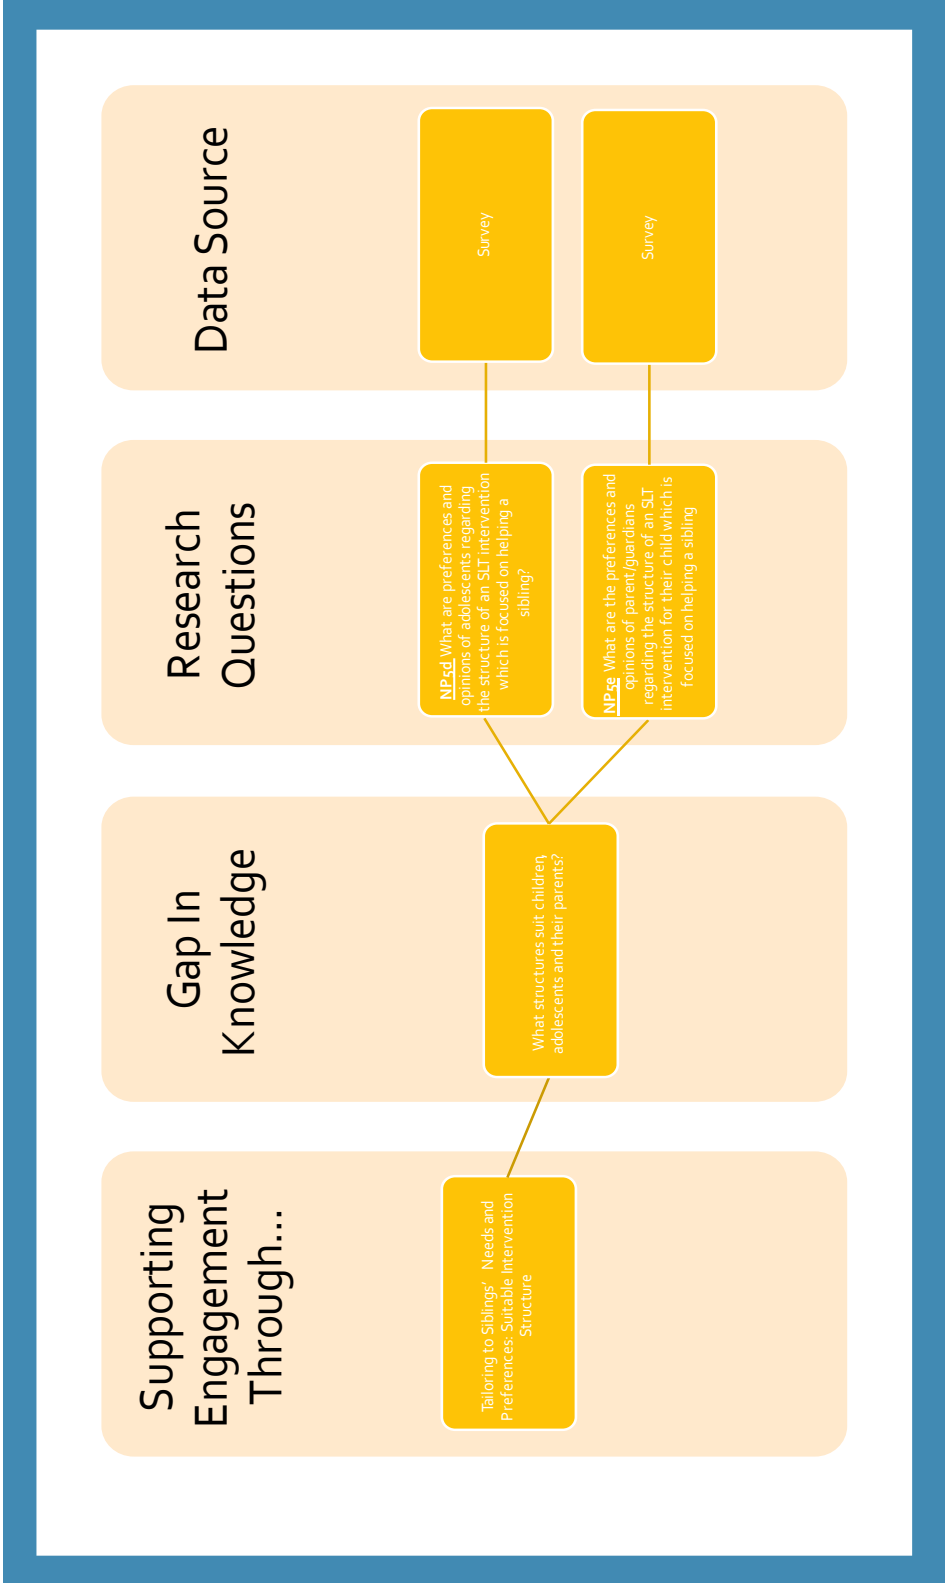 Supporting
Engagement
Through...
Tailoring to Siblings’ Needs and
Preferences: Suitable Intervention
Structure
Gap In
Knowledge
What structures suit children,
adolescents and their parents?
Research
Questions
NP5d What are preferences and
opinions of adolescents regarding
the structure of an SLT intervention
which is focused on helping a
sibling?
NP5e What are the preferences and
opinions of parent/guardians
regarding the structure of an SLT
intervention for their child which is
focused on helping a sibling
Data Source
Survey
Survey